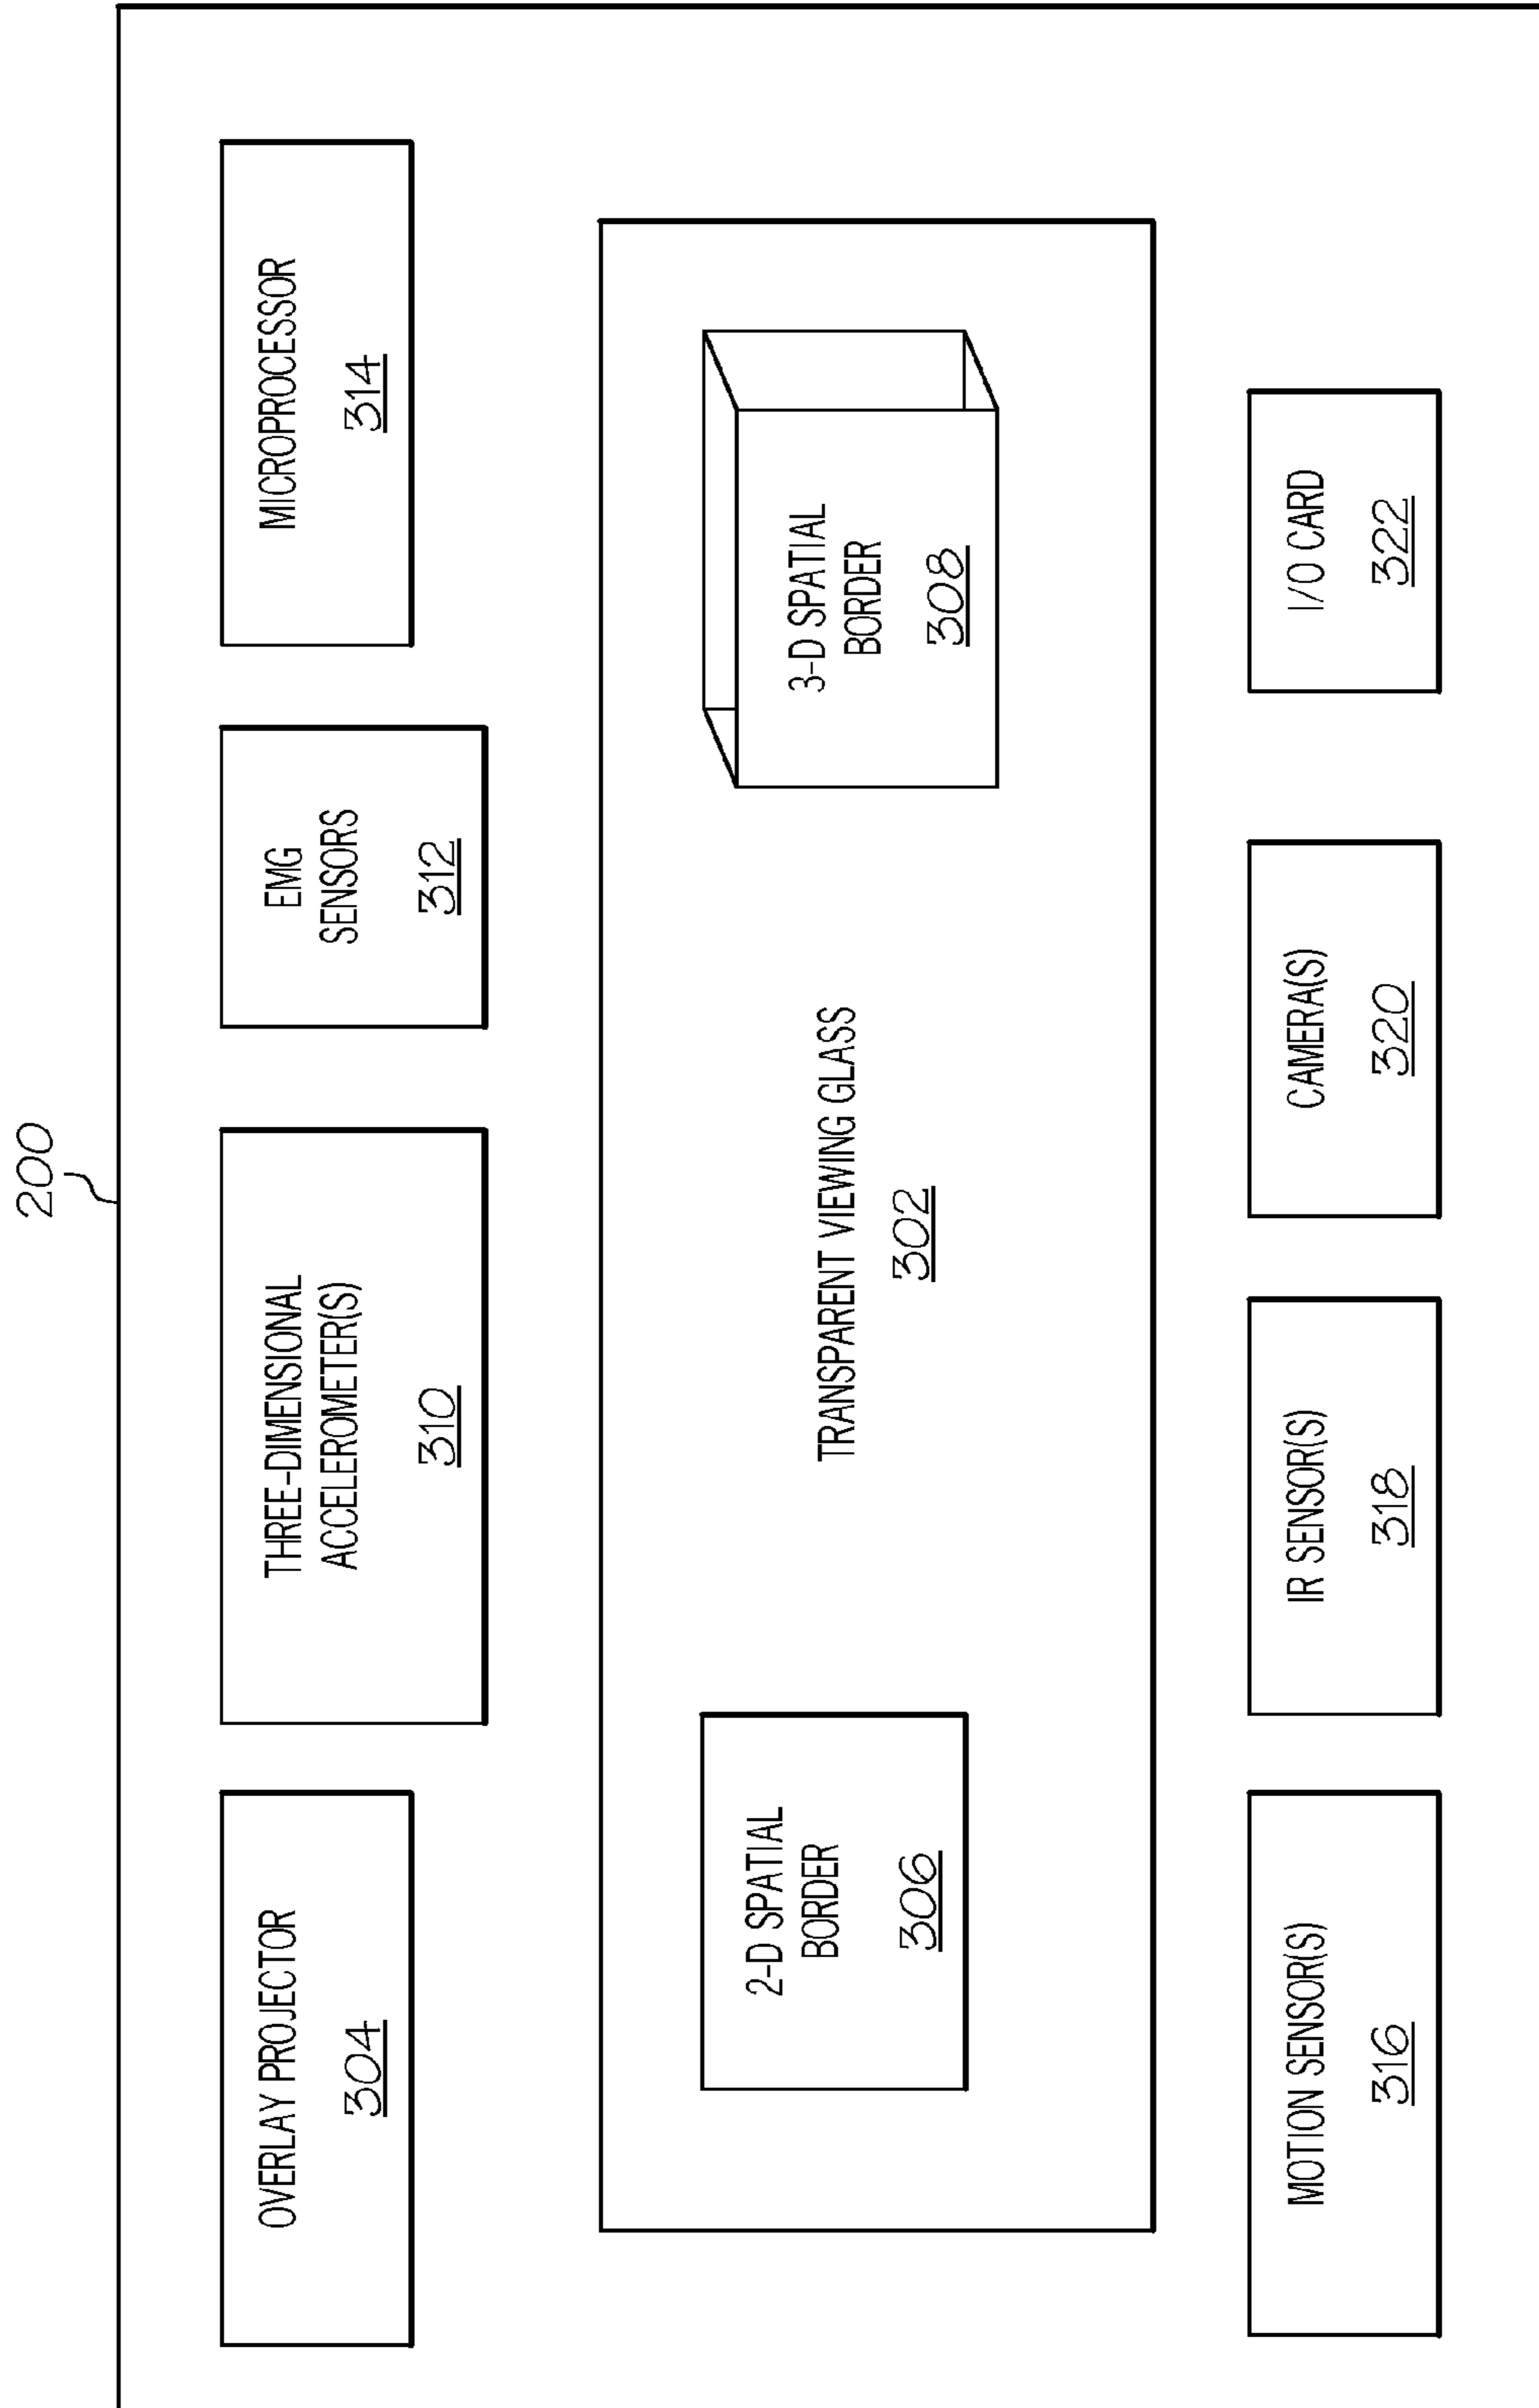 200
OVERLAY PROJECTOR
304
THREE-DIMENSIONAL
ACCELEROMETER(S)
310
EMG
SENSORS
312
MICROPROCESSOR
314
2-D SPATIAL
BORDER
306
TRANSPARENT VIEWING GLASS
302
3-D SPATIAL
BORDER
308
MOTION SENSOR(S)
316
IR SENSOR(S)
318
CAMERA(S)
320
I/O CARD
322